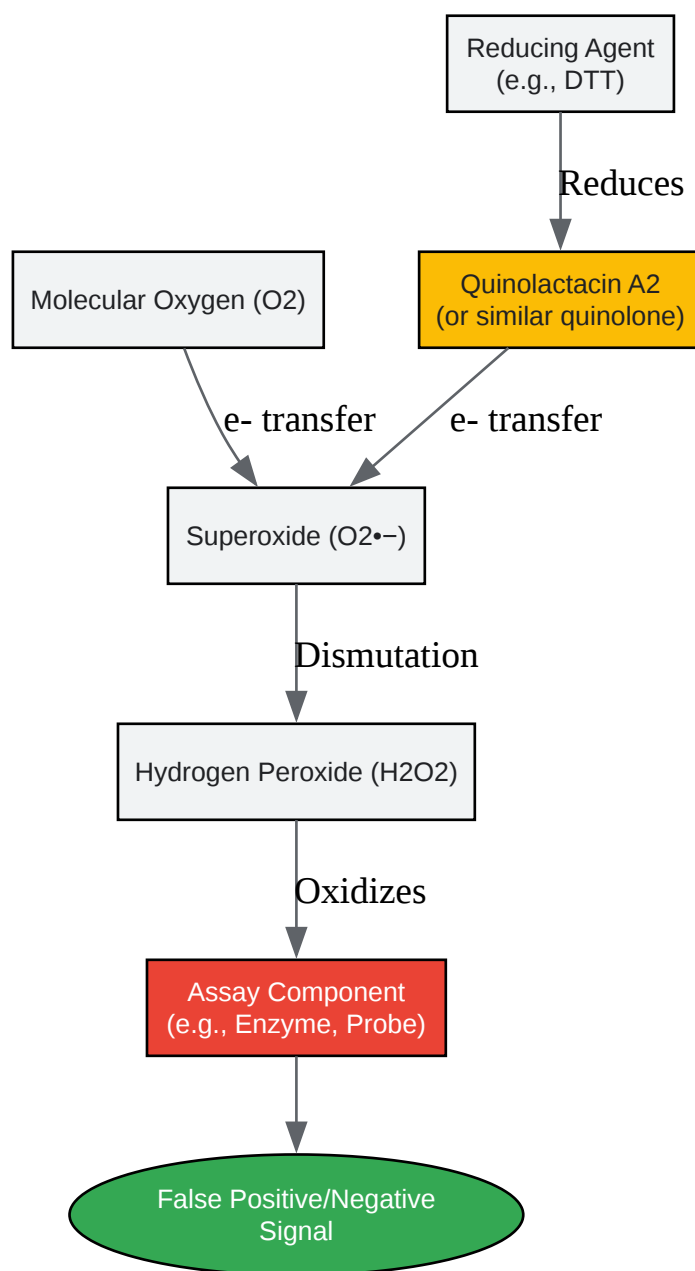 Reducing Agent
(e.g., DTT)
Reduces
Molecular Oxygen (O2)
Quinolactacin A2
(or similar quinolone)
e- transfer
e- transfer
Superoxide (O2•−)
Dismutation
Hydrogen Peroxide (H2O2)
Oxidizes
Assay Component
(e.g., Enzyme, Probe)
False Positive/Negative
Signal